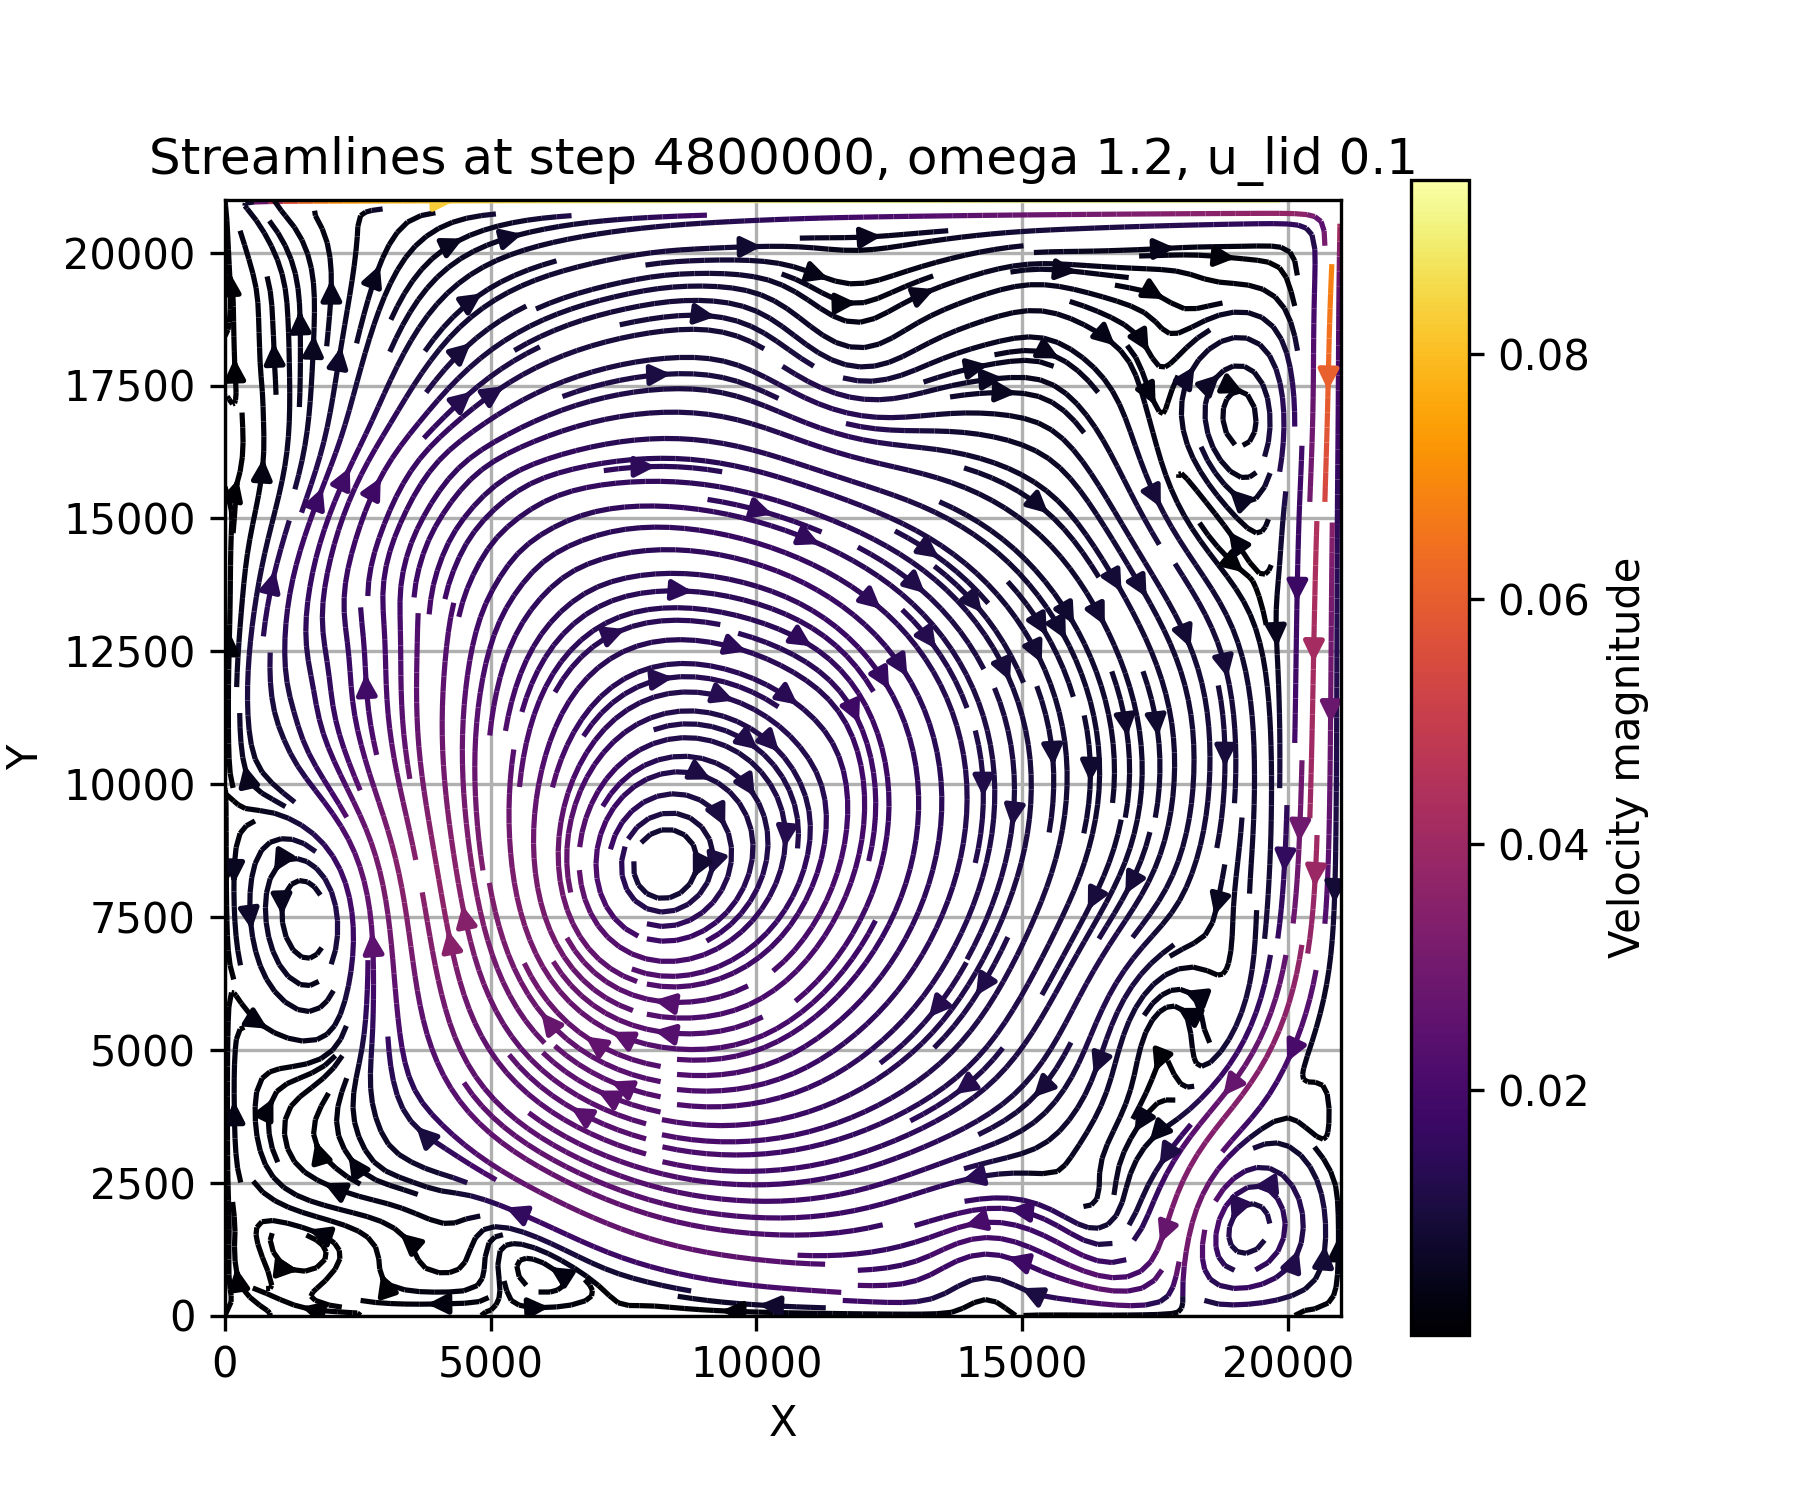 Streamlines at step 4800000, omega 1.2, u_lid 0.1
20000
17500
15000
12500
10000
7500
5000
2500
0
Y
0 5000 10000 15000 20000
X
0.08
0.06
0.04
0.02
Velocity magnitude